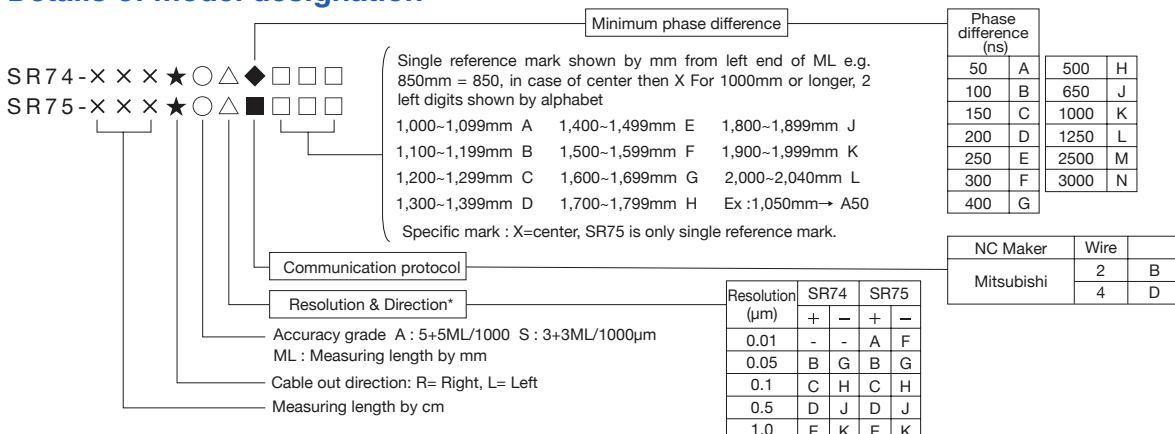 Details of model assignation
Minimum phase difference
SR74-×××★○△◆□□□
SR75-×××★○△■□□□
Single reference mark shown by mm from left end of ML e.g.
850mm = 850, in case of center then X For 1000mm or longer, 2
left digits shown by alphabet
1,000~1,099mm A 1,400~1,499mm E 1,800~1,899mm J
1,100~1,199mm B 1,500~1,599mm F 1,900~1,999mm K
1,200~1,299mm C 1,600~1,699mm G 2,000~2,040mm L
1,300~1,399mm D 1,700~1,799mm H Ex :1,050mm→ A50
Specific mark : X=center, SR75 is only single reference mark.
Phase
difference
(ns)
50 A 500 H
100 B 650 J
150 C 1000 K
200 D 1250 L
250 E 2500 M
300 F 3000 N
400 G
Communication protocol
NC Maker Wire
Mitsubishi 2 B
4 D
Resolution & Direction*
Accuracy grade A : 5+5ML/1000 S : 3+3ML/1000μm
ML : Measuring length by mm
Cable out direction: R= Right, L= Left
Measuring length by cm
Resolution SR74 SR75
(μm) + − + −
0.01 - - A F
0.05 B G B G
0.1 C H C H
0.5 D J D J
1.0 E K E K